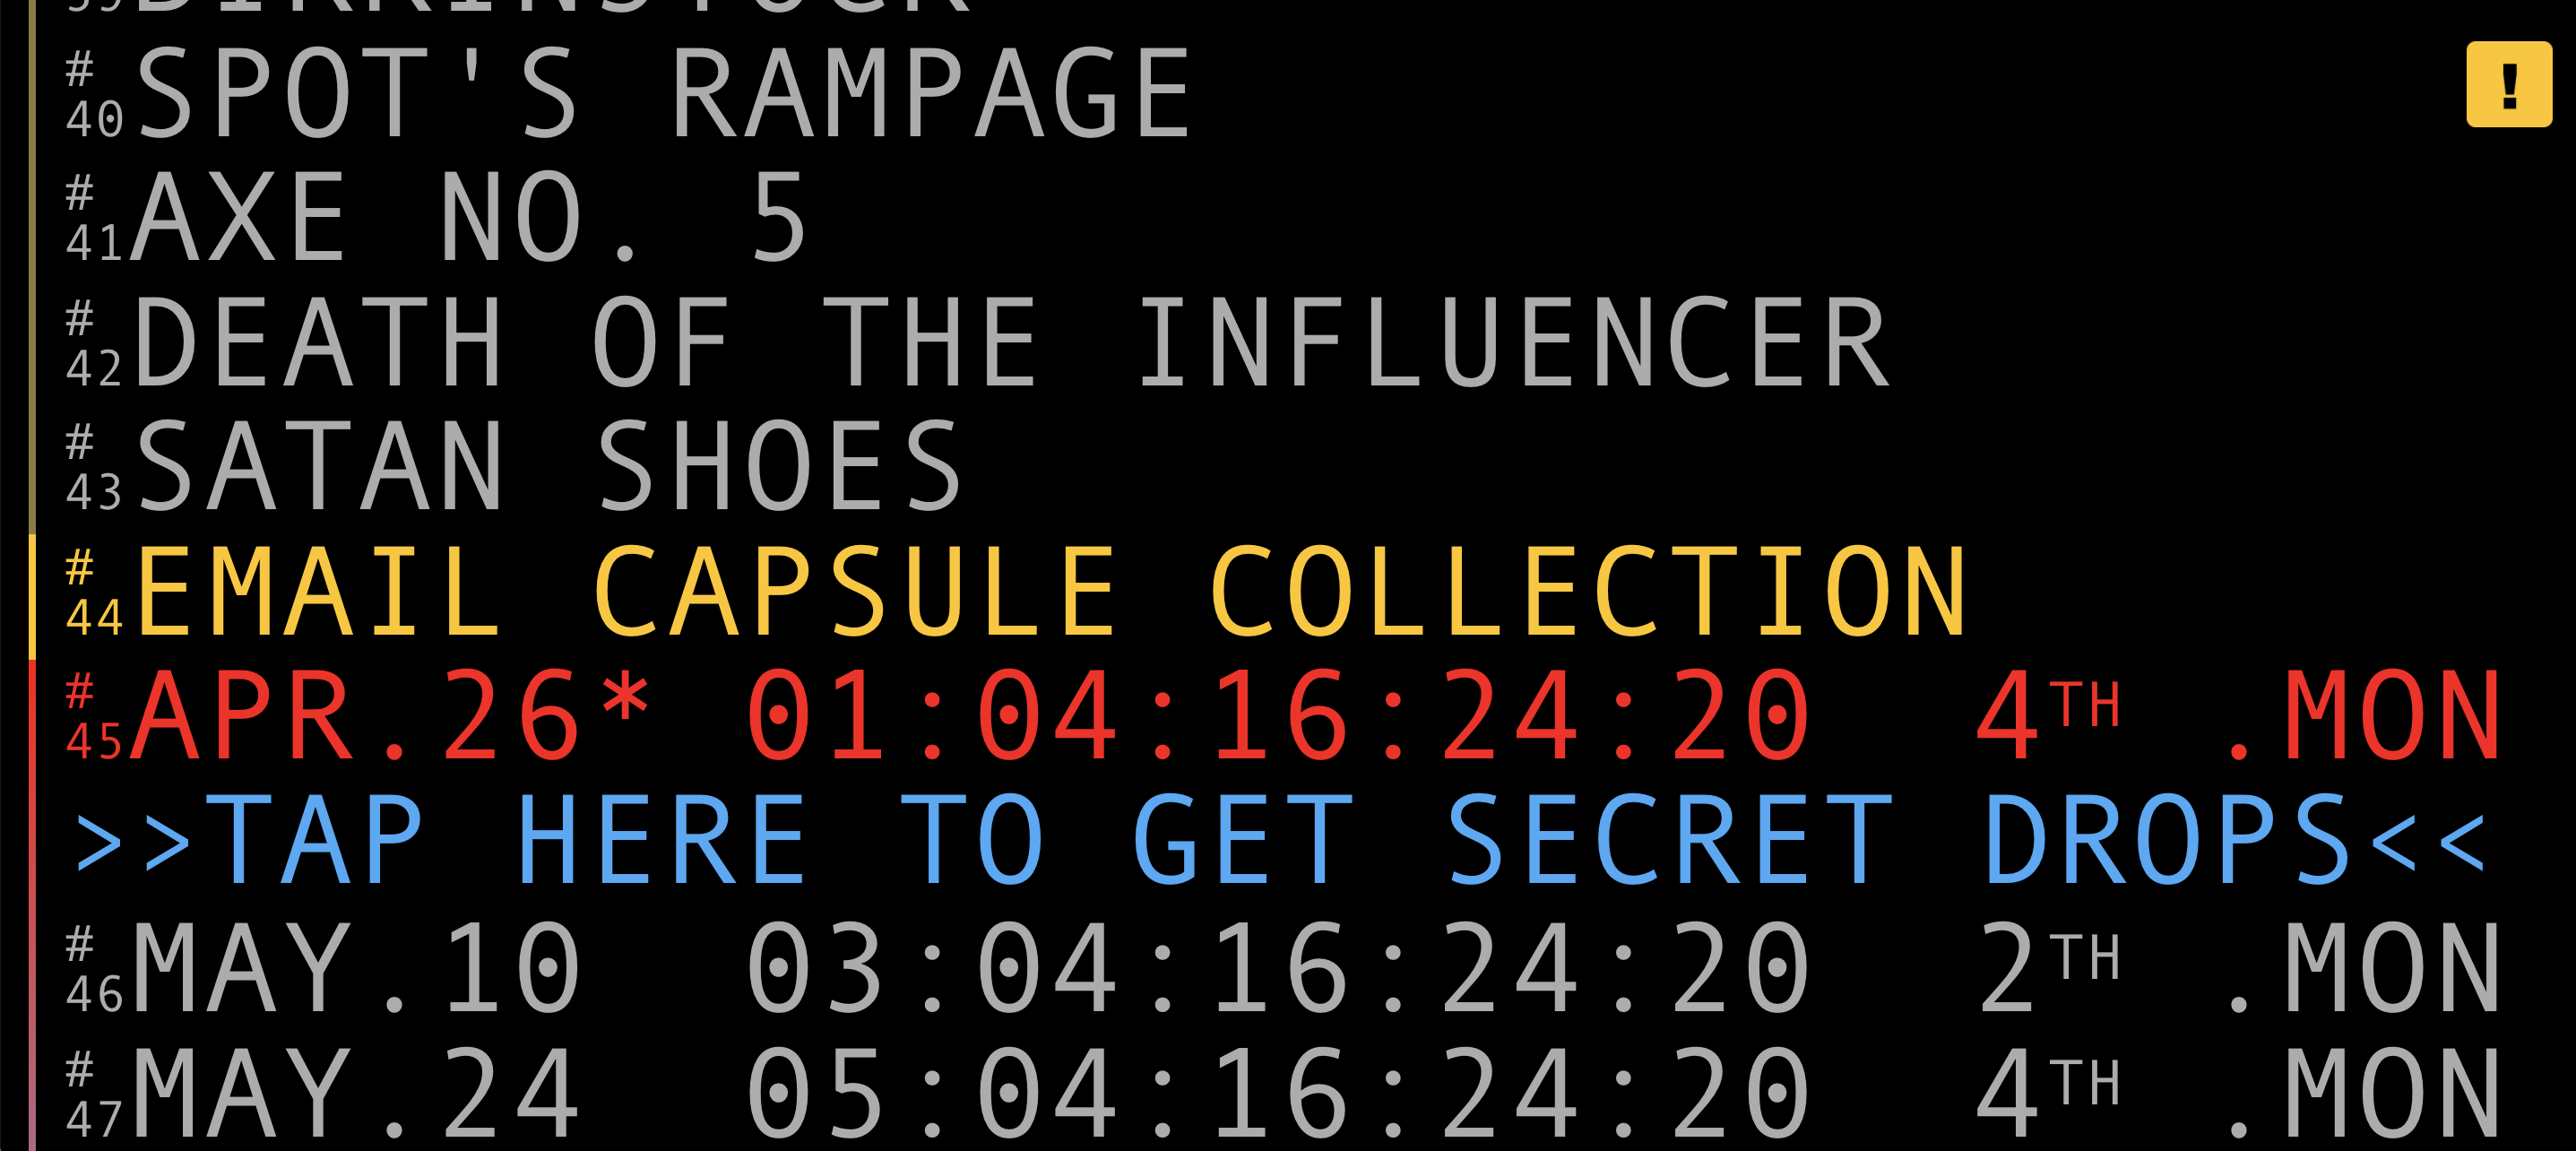 # 40 SPOT'S RAMPAGE
!
# 41 AXE NO. 5
# 42 DEATH OF THE INFLUENCER
# 43 SATAN SHOES
# 44 EMAIL CAPSULE COLLECTION
# 45 APR.26* 01:04:16:24:20 4TH .MON
>>TAP HERE TO GET SECRET DROPS<<
# 46 MAY.10 03:04:16:24:20 2TH .MON
# 47 MAY.24 05:04:16:24:20 4TH .MON